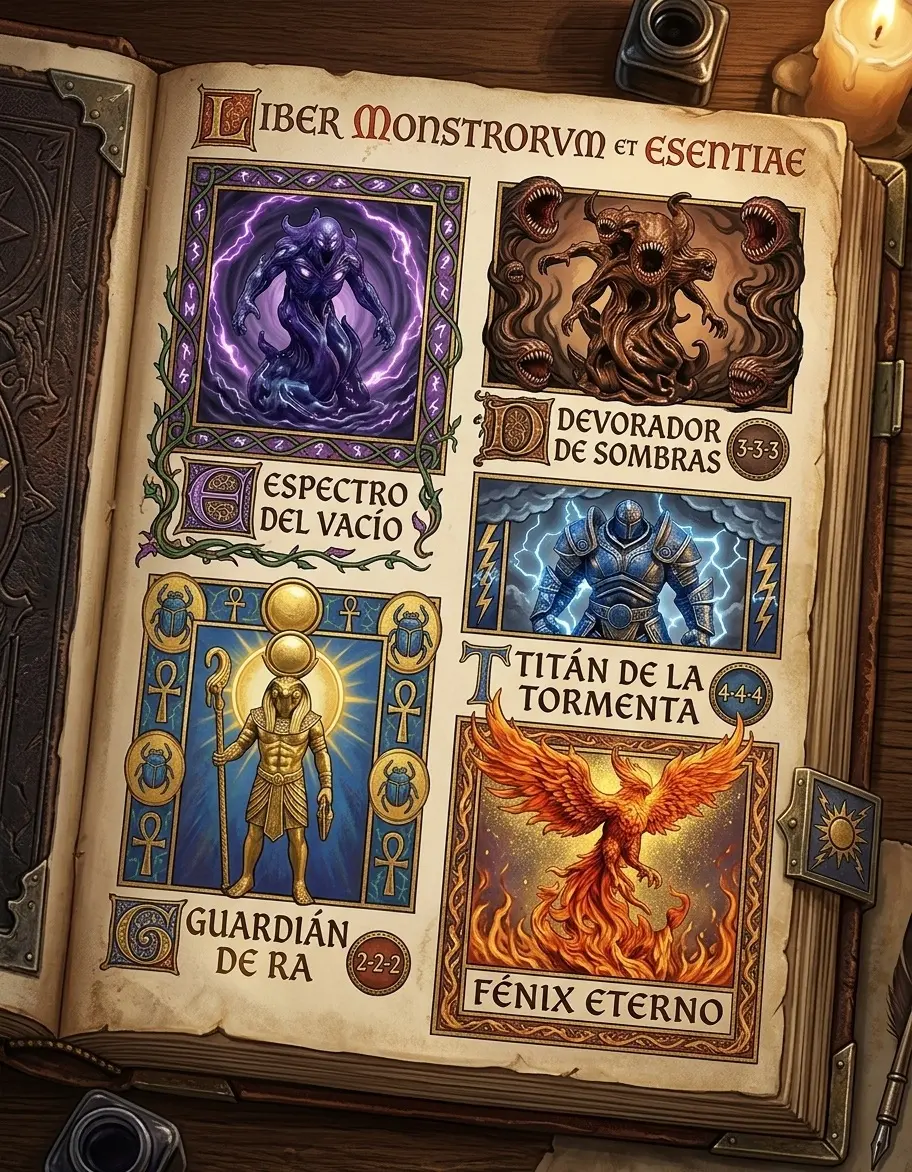 LIBER MONSTRORVM ET ESENTIAE
E ESPECTRO
DEL VACÍO
D DEVORADOR
DE SOMBRAS
3-3-3
T TITÁN DE LA
TORMENTA
4-4-4
G GUARDIÁN
DE RA
2-2-2
FÉNIX ETERNO